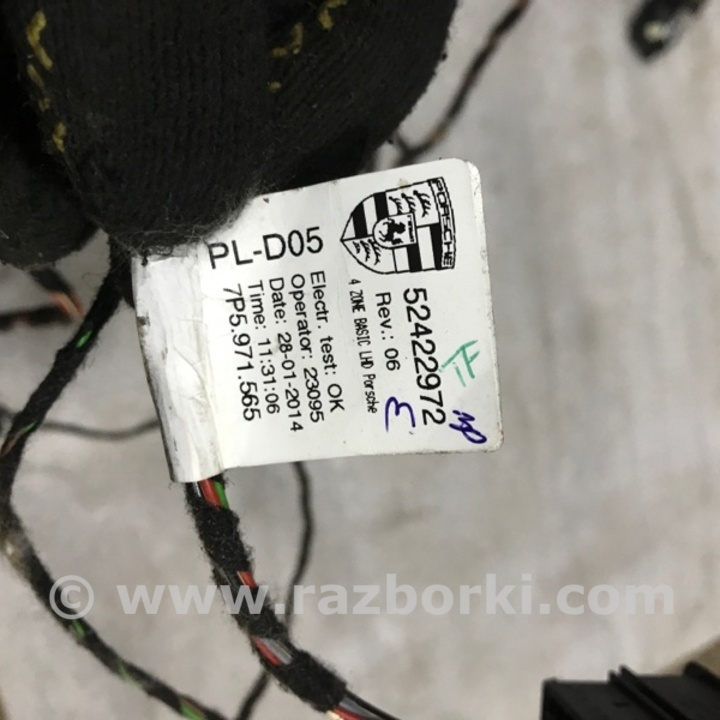 PORSCHE
PL-D05
52422972
Rev.: 06
4 ZONE BASIC LHD Porsche
Electr. test: OK
Operator: 23095
Date: 28-01-2014
Time: 11:31:06
7P5.971.565
© www.razborki.com